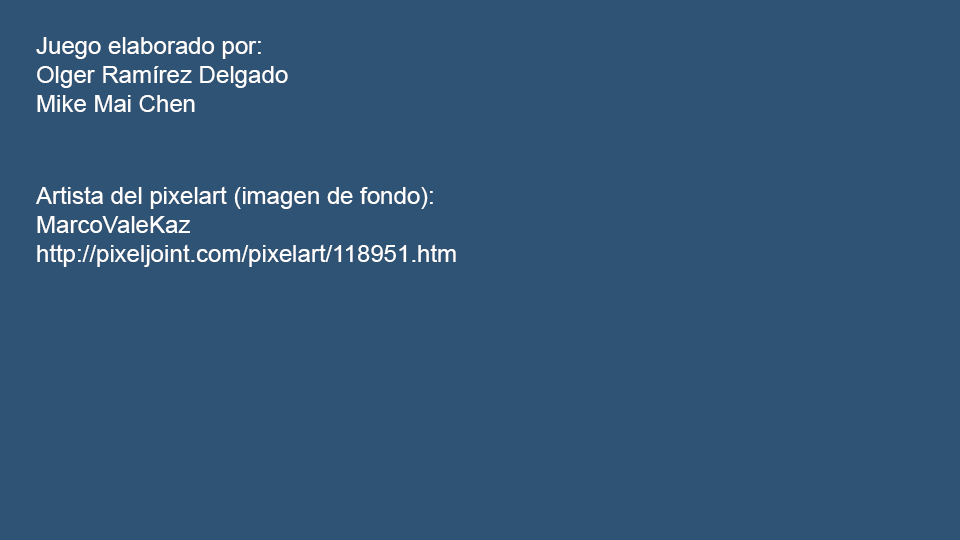 Juego elaborado por:
Olger Ramírez Delgado
Mike Mai Chen
Artista del pixelart (imagen de fondo):
MarcoValeKaz
http://pixeljoint.com/pixelart/118951.htm